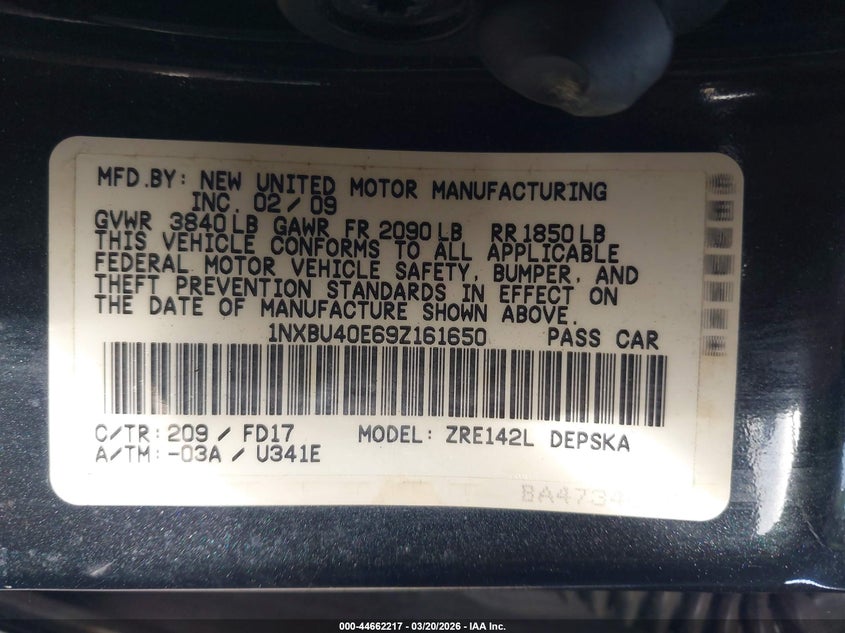 MFD.BY: NEW UNITED MOTOR MANUFACTURING
INC. 02/09
GVWR 3840LB GAWR FR 2090LB RR1850LB
THIS VEHICLE CONFORMS TO ALL APPLICABLE
FEDERAL MOTOR VEHICLE SAFETY, BUMPER, AND
THEFT PREVENTION STANDARDS IN EFFECT ON
THE DATE OF MANUFACTURE SHOWN ABOVE.
1NXBU40E69Z161650 PASS CAR
C/TR: 209 / FD17 MODEL: ZRE142L DEPSKA
A/TM: -03A / U341E
000-44662217 - 03/20/2026 - IAA Inc.